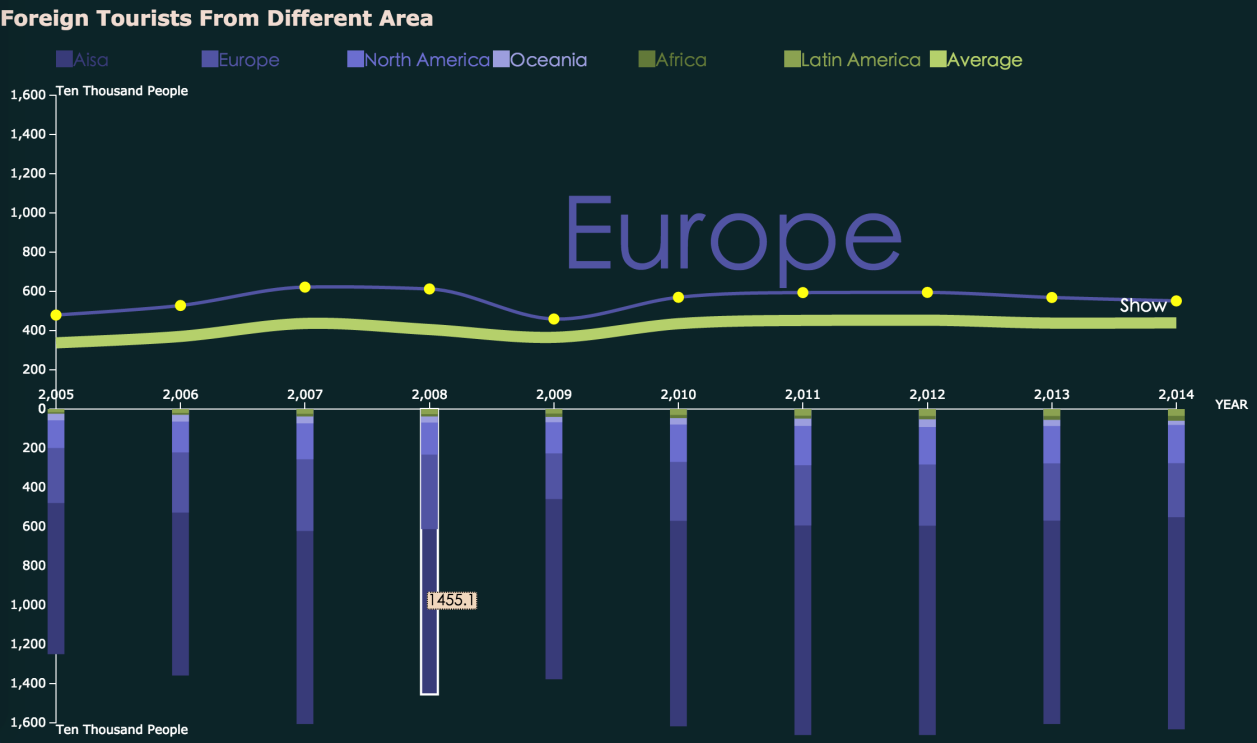 Foreign Tourists From Different Area
Aisa Europe North America Oceania Africa Latin America Average
Ten Thousand People
1,600
1,400
1,200
1,000
800
600
400
200
0
Europe
Show
2,005 2,006 2,007 2,008 2,009 2,010 2,011 2,012 2,013 2,014
YEAR
200
400
600
800
1,000
1,200
1,400
1,600
1455.1
Ten Thousand People